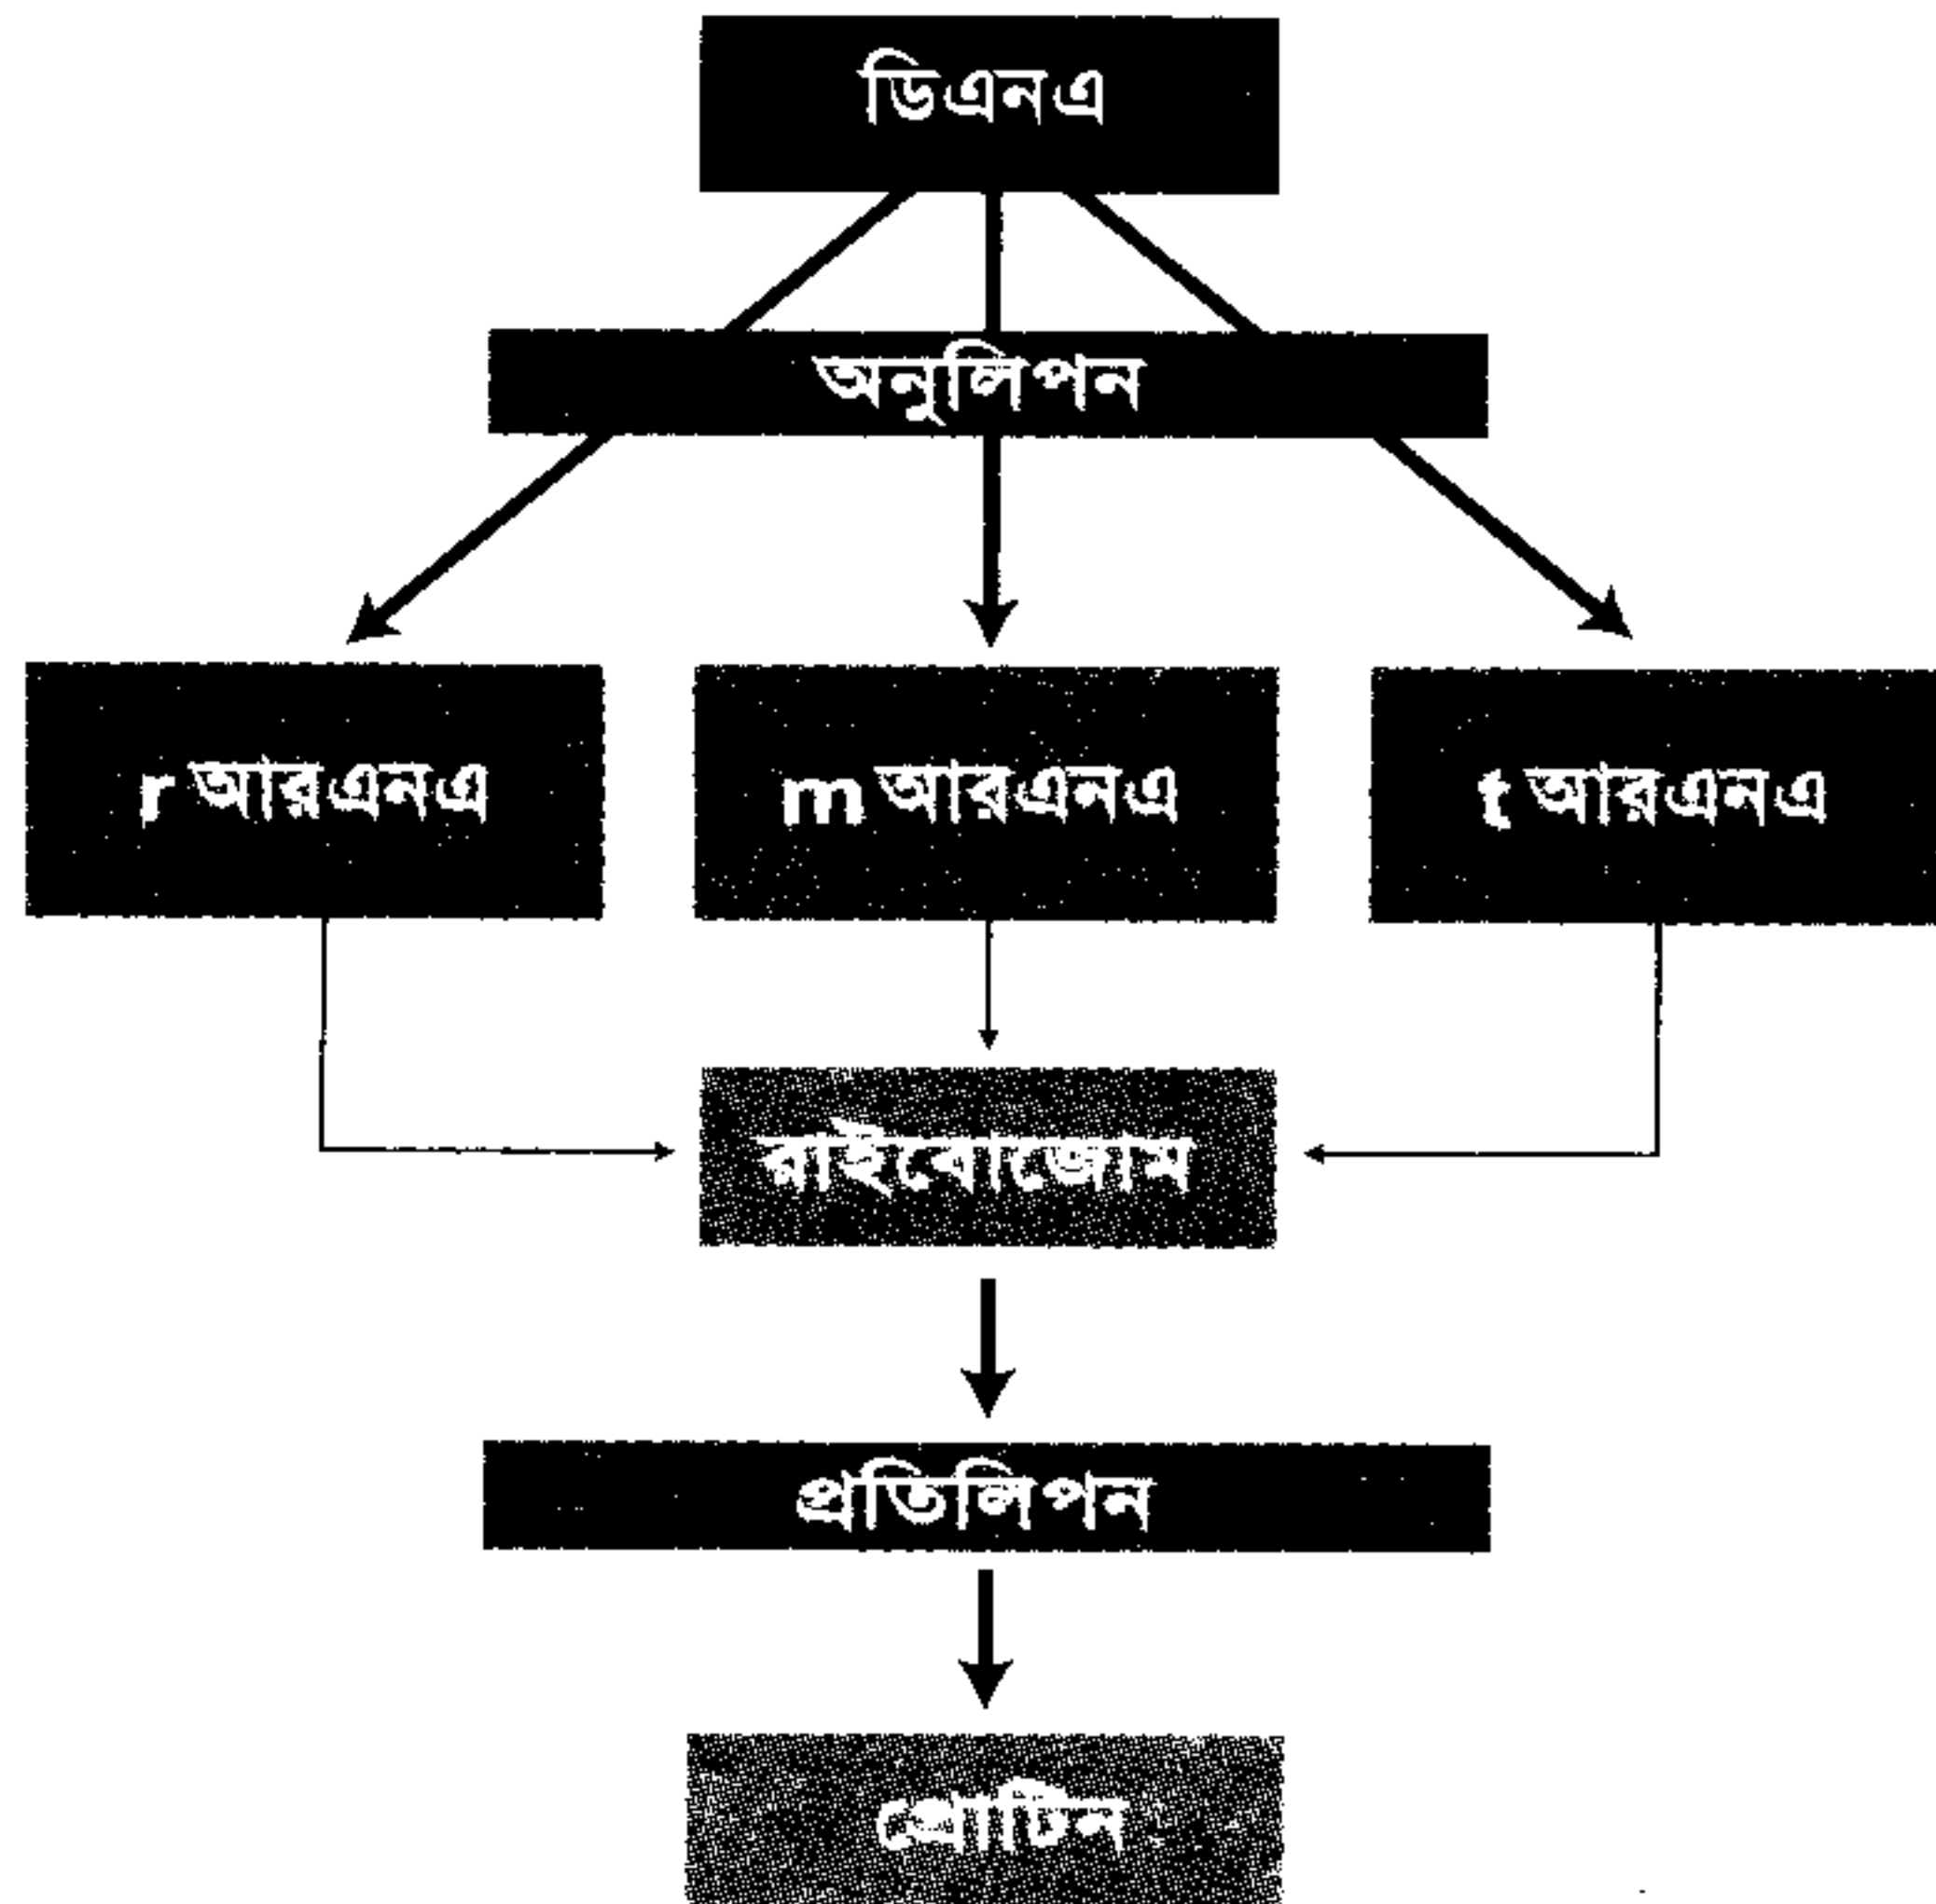 ডিএনএ
অনুলিপন
r আরএনএ
m আরএনএ
t আরএনএ
রাইবোজোম
প্রতিলিপন
প্রোটিন